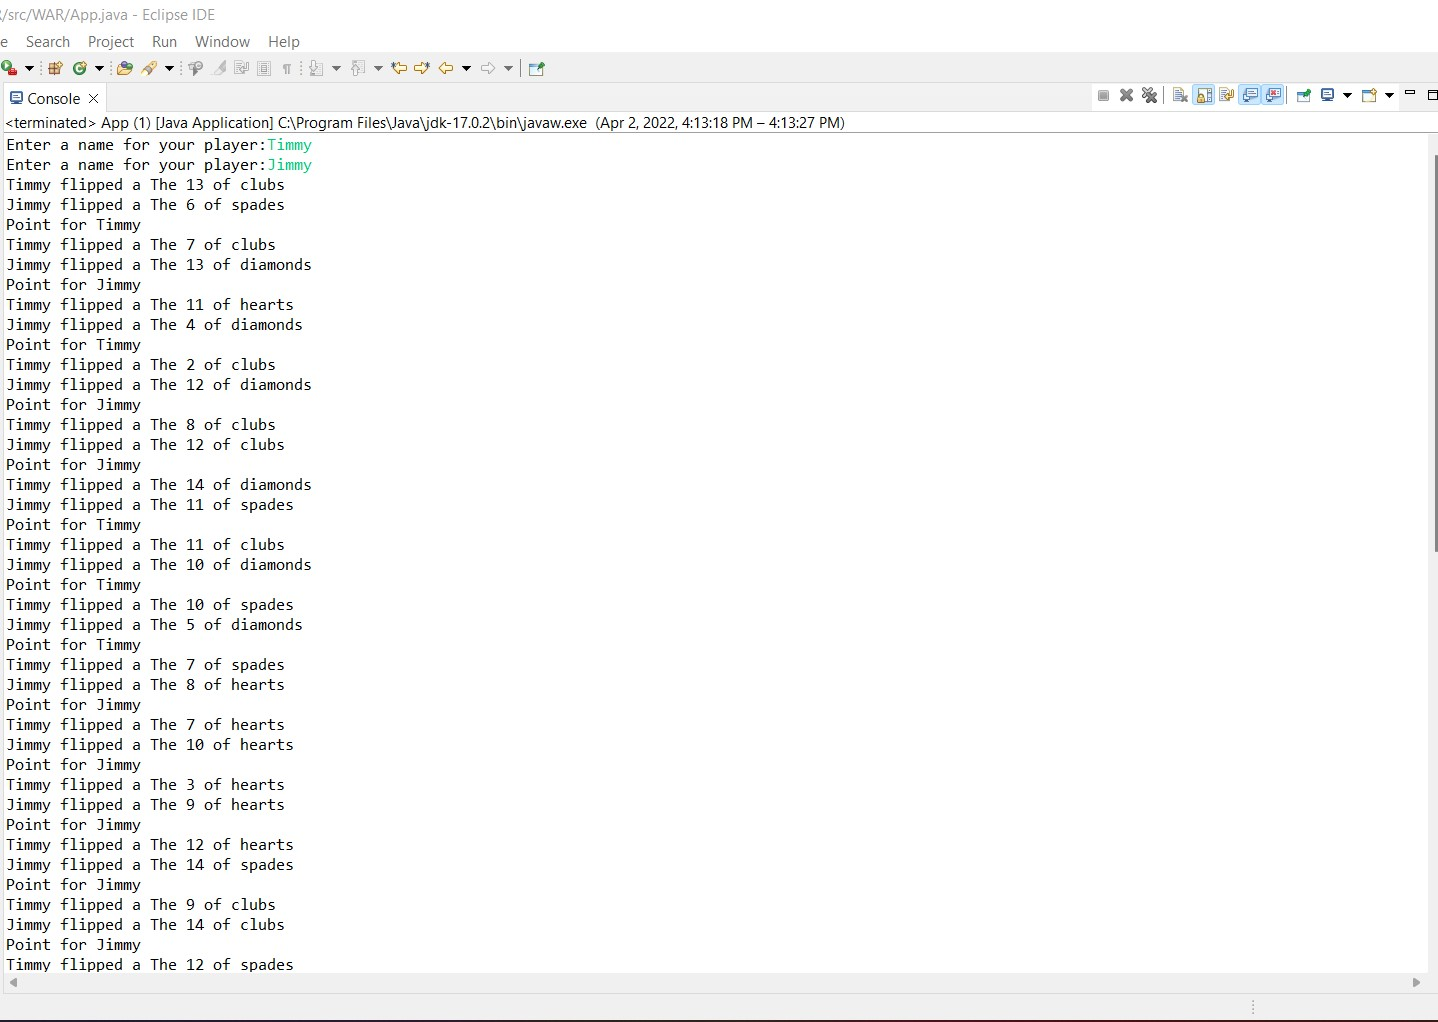 /src/WAR/App.java - Eclipse IDE
e Search Project Run Window Help
Console
<terminated> App (1) [Java Application] C:\Program Files\Java\jdk-17.0.2\bin\javaw.exe (Apr 2, 2022, 4:13:18 PM – 4:13:27 PM)
Enter a name for your player:Timmy
Enter a name for your player:Jimmy
Timmy flipped a The 13 of clubs
Jimmy flipped a The 6 of spades
Point for Timmy
Timmy flipped a The 7 of clubs
Jimmy flipped a The 13 of diamonds
Point for Jimmy
Timmy flipped a The 11 of hearts
Jimmy flipped a The 4 of diamonds
Point for Timmy
Timmy flipped a The 2 of clubs
Jimmy flipped a The 12 of diamonds
Point for Jimmy
Timmy flipped a The 8 of clubs
Jimmy flipped a The 12 of clubs
Point for Jimmy
Timmy flipped a The 14 of diamonds
Jimmy flipped a The 11 of spades
Point for Timmy
Timmy flipped a The 11 of clubs
Jimmy flipped a The 10 of diamonds
Point for Timmy
Timmy flipped a The 10 of spades
Jimmy flipped a The 5 of diamonds
Point for Timmy
Timmy flipped a The 7 of spades
Jimmy flipped a The 8 of hearts
Point for Jimmy
Timmy flipped a The 7 of hearts
Jimmy flipped a The 10 of hearts
Point for Jimmy
Timmy flipped a The 3 of hearts
Jimmy flipped a The 9 of hearts
Point for Jimmy
Timmy flipped a The 12 of hearts
Jimmy flipped a The 14 of spades
Point for Jimmy
Timmy flipped a The 9 of clubs
Jimmy flipped a The 14 of clubs
Point for Jimmy
Timmy flipped a The 12 of spades